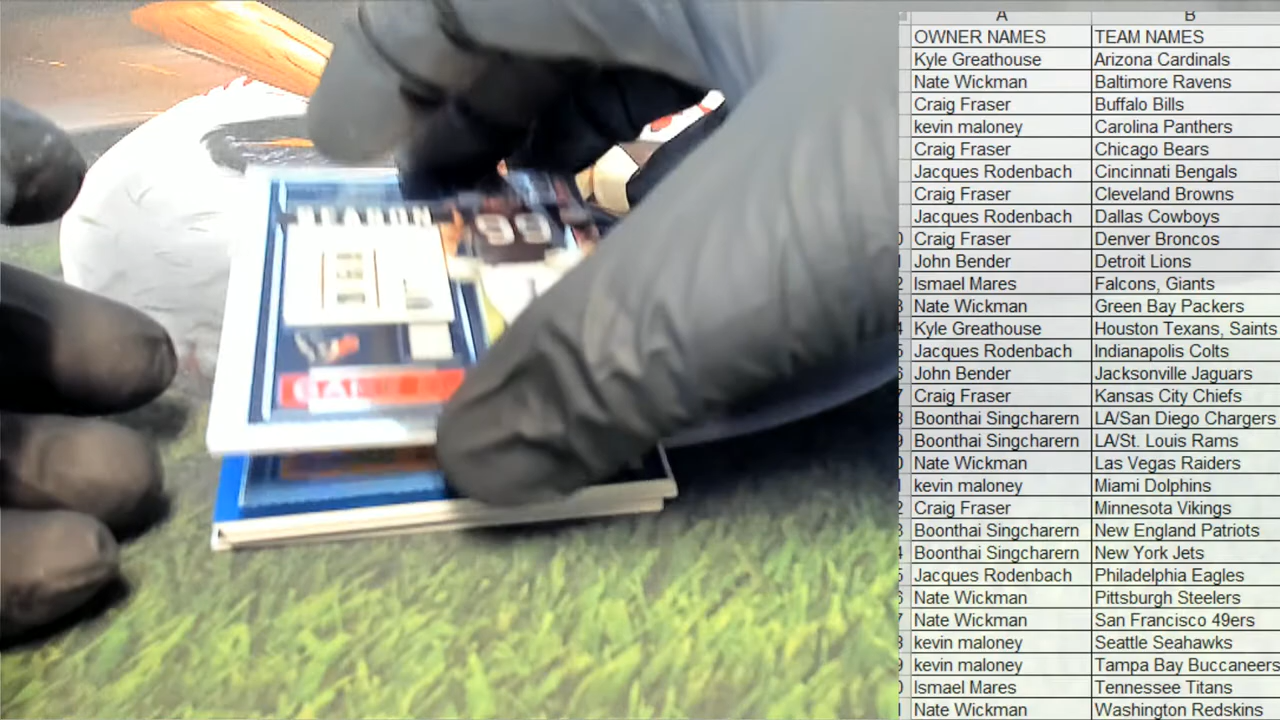 A B
OWNER NAMES TEAM NAMES
Kyle Greathouse Arizona Cardinals
Nate Wickman Baltimore Ravens
Craig Fraser Buffalo Bills
kevin maloney Carolina Panthers
Craig Fraser Chicago Bears
Jacques Rodenbach Cincinnati Bengals
Craig Fraser Cleveland Browns
Jacques Rodenbach Dallas Cowboys
Craig Fraser Denver Broncos
John Bender Detroit Lions
Ismael Mares Falcons, Giants
Nate Wickman Green Bay Packers
Kyle Greathouse Houston Texans, Saints
Jacques Rodenbach Indianapolis Colts
John Bender Jacksonville Jaguars
Craig Fraser Kansas City Chiefs
Boonthai Singcharern LA/San Diego Chargers
Boonthai Singcharern LA/St. Louis Rams
Nate Wickman Las Vegas Raiders
kevin maloney Miami Dolphins
Craig Fraser Minnesota Vikings
Boonthai Singcharern New England Patriots
Boonthai Singcharern New York Jets
Jacques Rodenbach Philadelphia Eagles
Nate Wickman Pittsburgh Steelers
Nate Wickman San Francisco 49ers
kevin maloney Seattle Seahawks
kevin maloney Tampa Bay Buccaneers
Ismael Mares Tennessee Titans
Nate Wickman Washington Redskins
SEASON
99